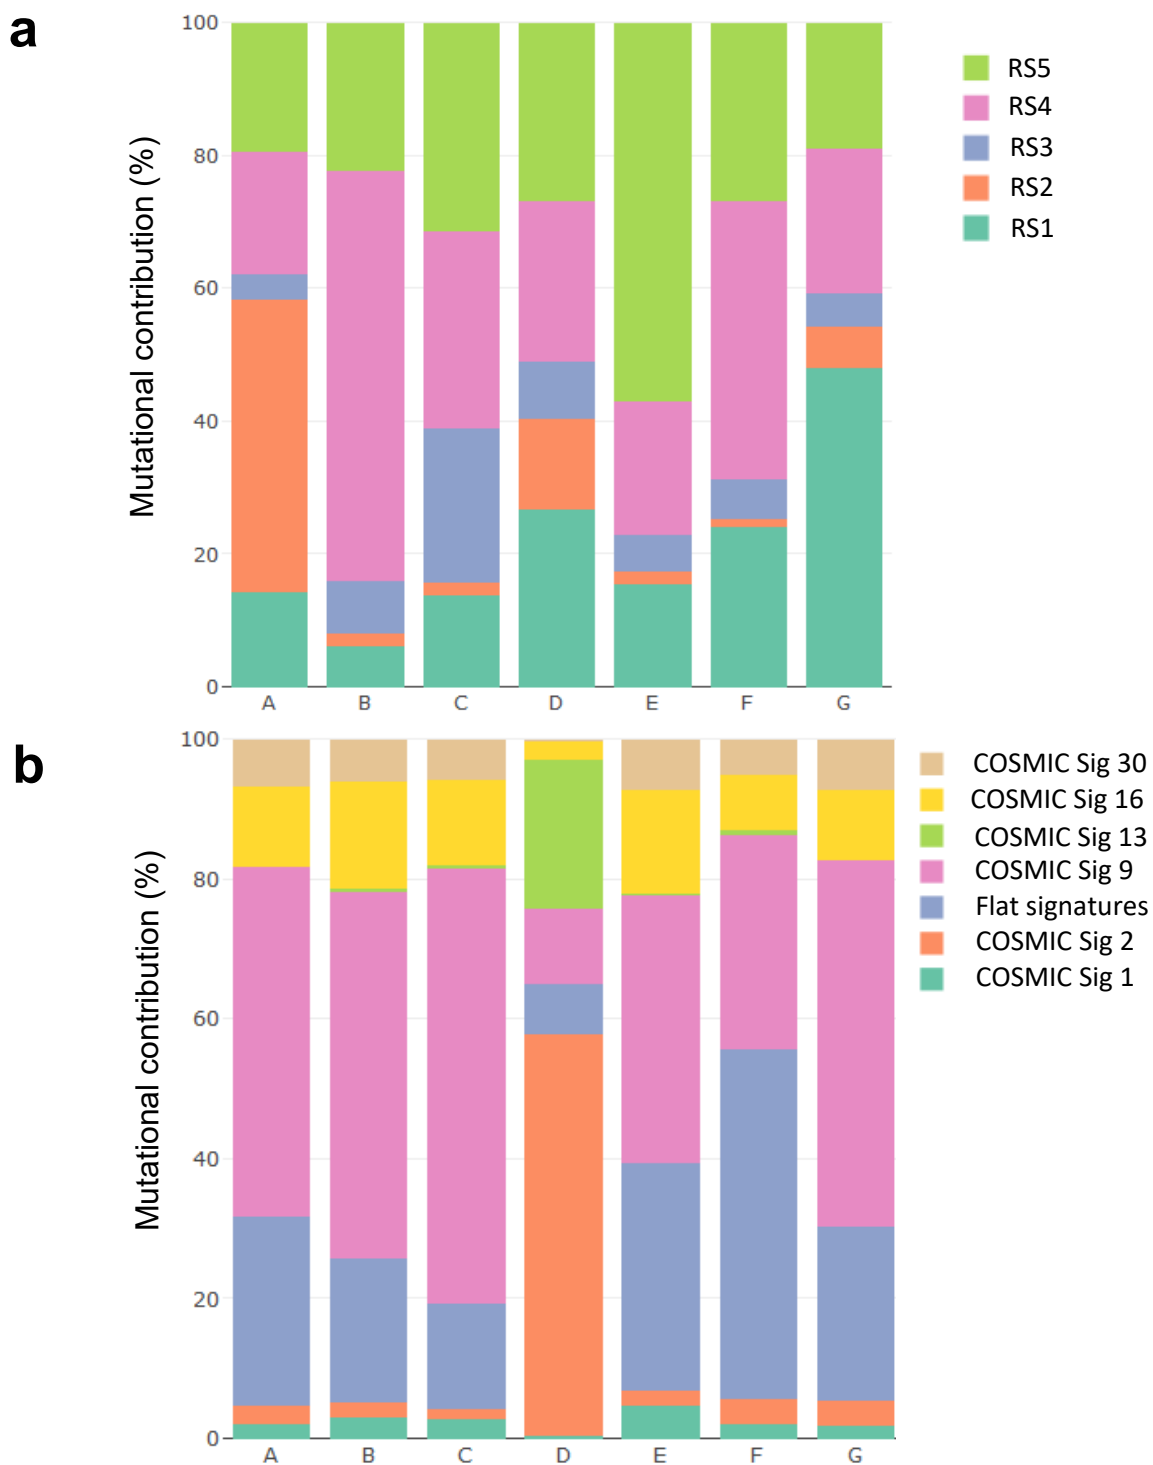 a
Mutational contribution (%)
100
80
60
40
20
0
A B C D E F G
RS5
RS4
RS3
RS2
RS1
b
Mutational contribution (%)
100
80
60
40
20
0
A B C D E F G
COSMIC Sig 30
COSMIC Sig 16
COSMIC Sig 13
COSMIC Sig 9
Flat signatures
COSMIC Sig 2
COSMIC Sig 1